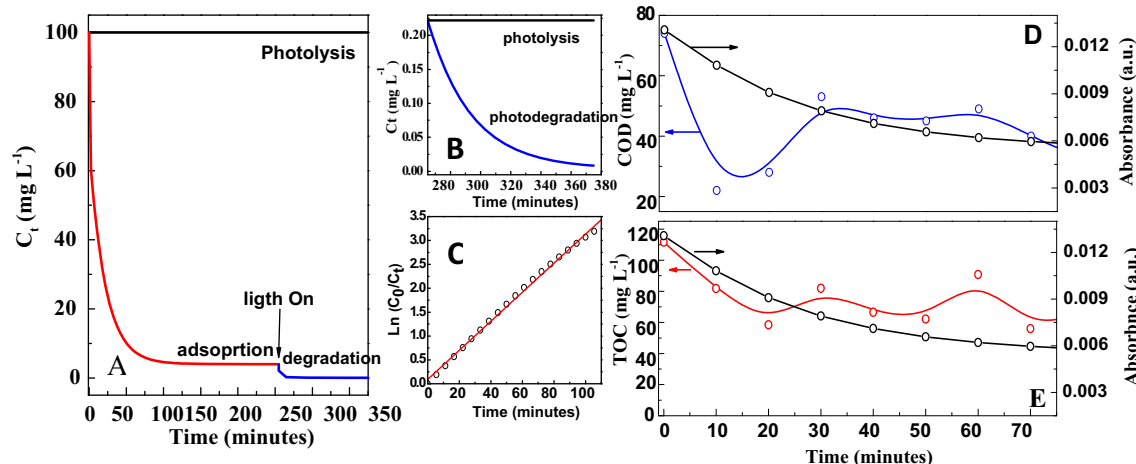 A
C_t (mg L^-1)
100
80
60
40
20
0
Photolysis
ligth On
adsoprtion
degradation
0 50 100 150 200 250 300 350
Time (minutes)
B
Ct (mg L^-1)
0.20
0.15
0.10
0.05
0.00
photolysis
photodegradation
280 300 320 340 360 380
Time (minutes)
C
Ln (C_0/C_t)
3.5
3.0
2.5
2.0
1.5
1.0
0.5
0.0
0 20 40 60 80 100
Time (minutes)
D
COD (mg L^-1)
80
60
40
20
0.012
0.009
0.006
0.003
Absorbance (a.u.)
E
TOC (mg L^-1)
120
100
80
60
40
20
0
0.012
0.009
0.006
0.003
Absorbnce (a.u.)
0 10 20 30 40 50 60 70
Time (minutes)